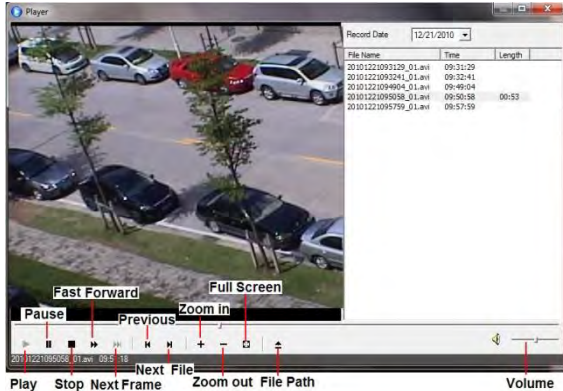 Player
Record Date 12/21/2010
File Name Time Length
20101221093129_01.avi 09:31:29
20101221093241_01.avi 09:32:41
20101221094904_01.avi 09:49:04
20101221095058_01.avi 09:50:58 00:53
20101221095759_01.avi 09:57:59
Full Screen
Fast Forward
Zoom in
Pause
Previous
20101221095058_01.avi 09:51:18
Next File
Play Stop Next Frame Zoom out File Path Volume